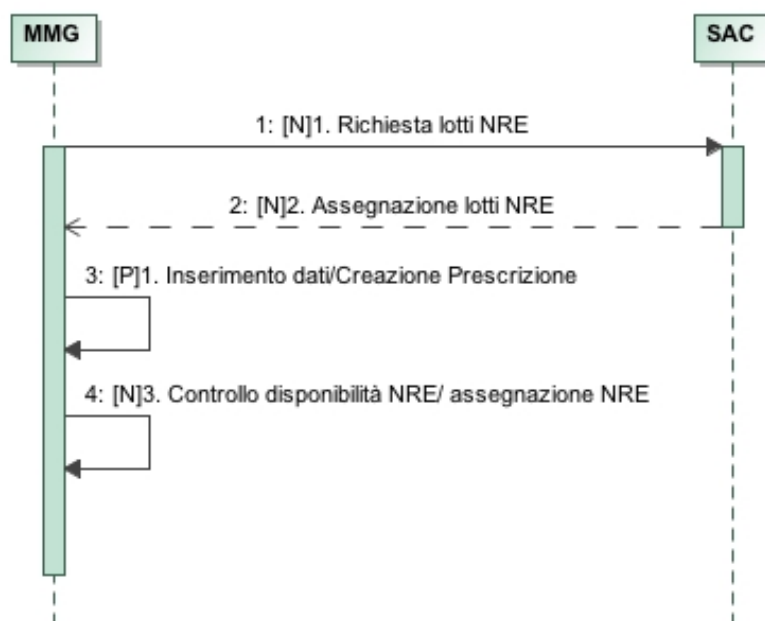 MMG
SAC
1: [N]1. Richiesta lotti NRE
2: [N]2. Assegnazione lotti NRE
3: [P]1. Inserimento dati/Creazione Prescrizione
4: [N]3. Controllo disponibilità NRE/ assegnazione NRE